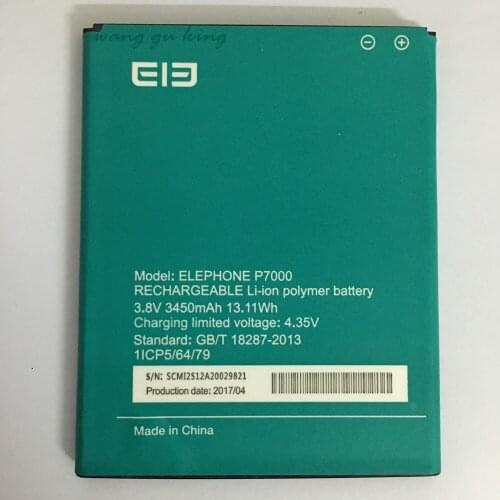 wang gu king
Model: ELEPHONE P7000
RECHARGEABLE Li-ion polymer battery
3.8V 3450mAh 13.11Wh
Charging limited voltage: 4.35V
Standard: GB/T 18287-2013
1ICP5/64/79
S/N: SCMI2S12A20029821
Production date: 2017/04
Made in China